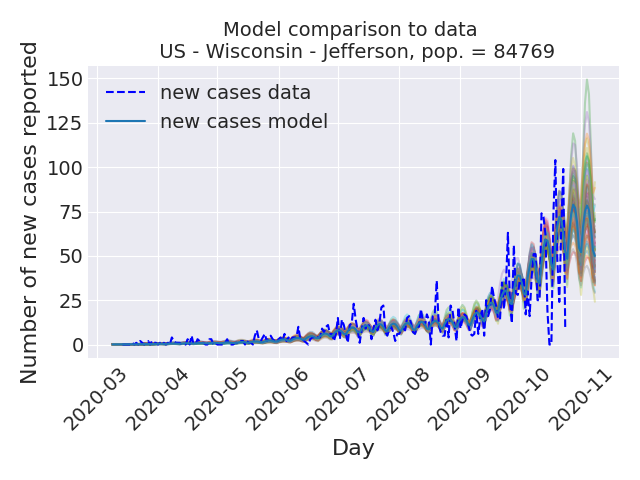 Model comparison to data
US - Wisconsin - Jefferson, pop. = 84769
Number of new cases reported
150
125
100
75
50
25
0
new cases data
new cases model
2020-03
2020-04
2020-05
2020-06
2020-07
2020-08
2020-09
2020-10
2020-11
Day